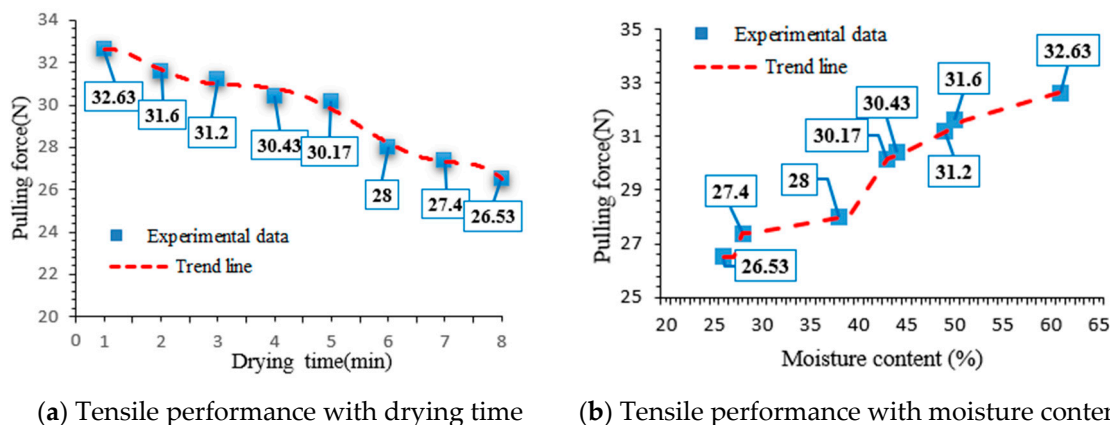 34
32
30
28
26
24
22
20
Pulling force(N)
32.63
31.6
31.2
30.43
30.17
28
27.4
26.53
Experimental data
Trend line
0 1 2 3 4 5 6 7 8
Drying time(min)
(a) Tensile performance with drying time
35
33
31
29
27
25
Pulling force(N)
Experimental data
Trend line
32.63
31.6
30.43
30.17
31.2
28
27.4
26.53
20 25 30 35 40 45 50 55 60 65
Moisture content (%)
(b) Tensile performance with moisture conten